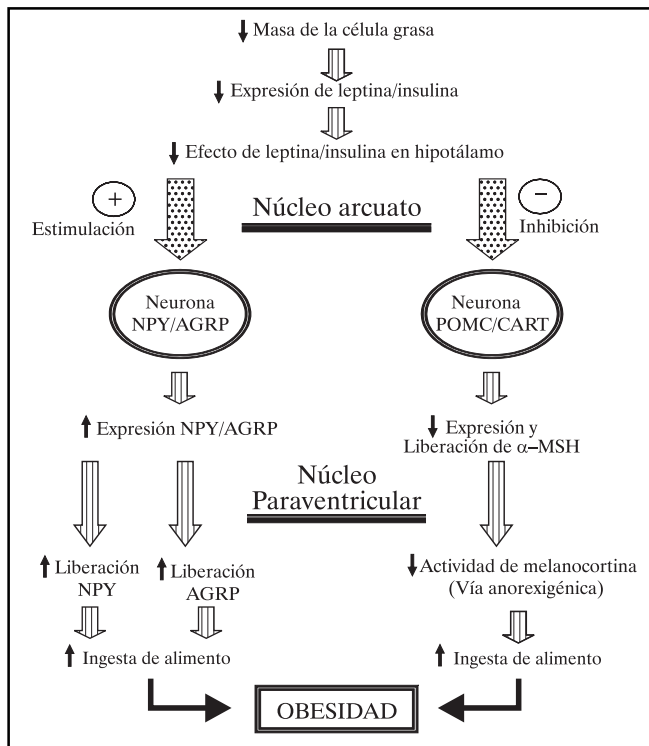 Masa de la célula grasa
Expresión de leptina/insulina
Efecto de leptina/insulina en hipotálamo
+
Estimulación
Núcleo arcuato
−
Inhibición
Neurona
NPY/AGRP
Neurona
POMC/CART
Expresión NPY/AGRP
Expresión y
Liberación de α–MSH
Núcleo
Paraventricular
Liberación
NPY
Liberación
AGRP
Actividad de melanocortina
(Vía anorexigénica)
Ingesta de alimento
Ingesta de alimento
OBESIDAD